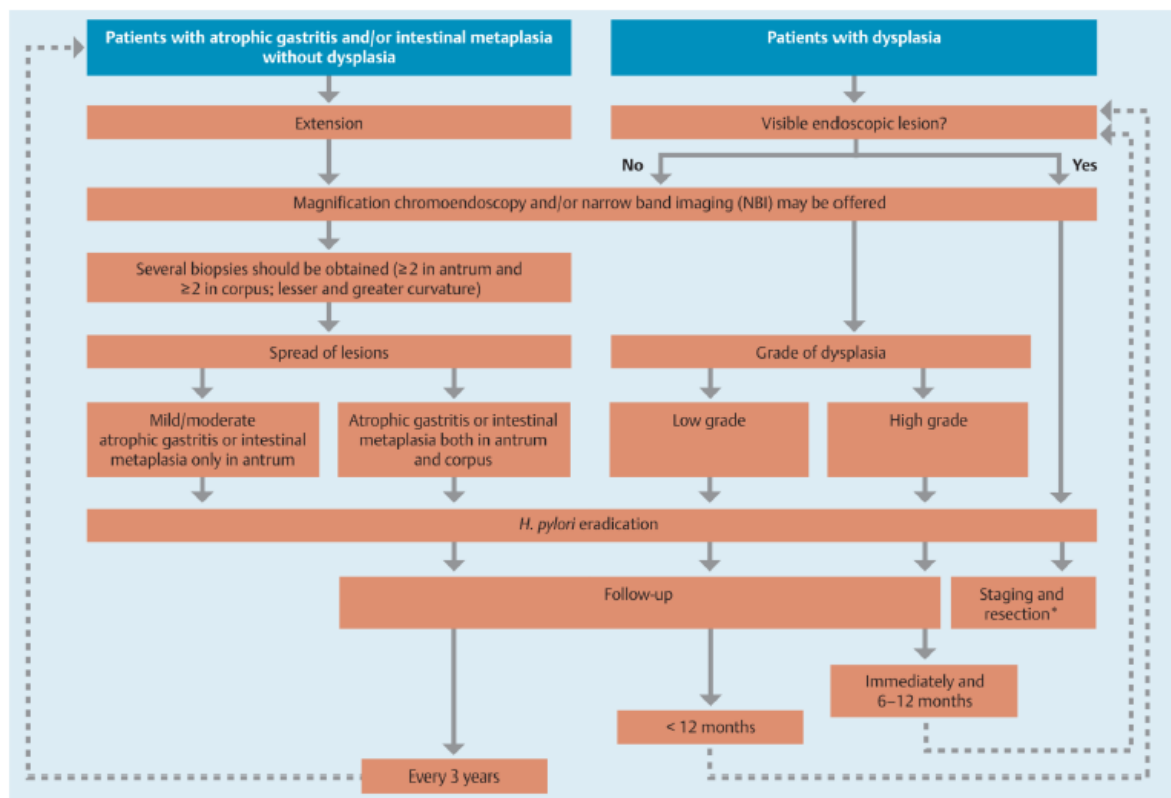 Patients with atrophic gastritis and/or intestinal metaplasia
without dysplasia
Patients with dysplasia
Extension
Visible endoscopic lesion?
No
Yes
Magnification chromoendoscopy and/or narrow band imaging (NBI) may be offered
Several biopsies should be obtained (≥2 in antrum and
≥2 in corpus; lesser and greater curvature)
Spread of lesions
Grade of dysplasia
Mild/moderate
atrophic gastritis or intestinal
metaplasia only in antrum
Atrophic gastritis or intestinal
metaplasia both in antrum
and corpus
Low grade
High grade
H. pylori eradication
Follow-up
Staging and
resection*
Immediately and
6–12 months
< 12 months
Every 3 years